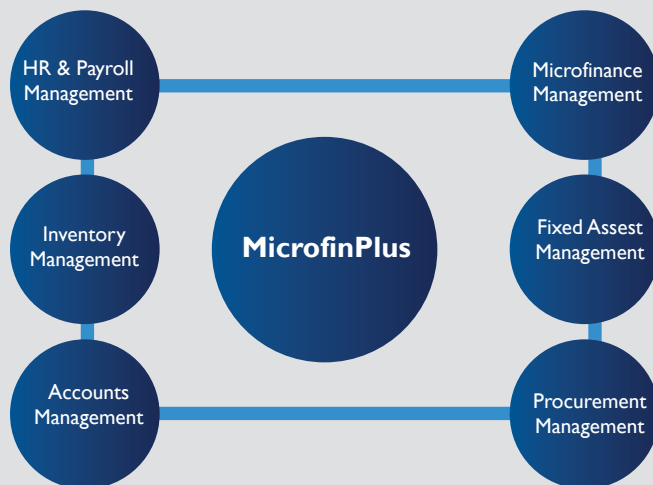 HR & Payroll
Management
Microfinance
Management
Inventory
Management
MicrofinPlus
Fixed Assest
Management
Accounts
Management
Procurement
Management